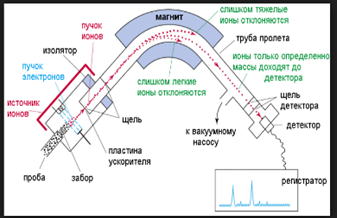 магнит
слишком тяжелые
ионы отклоняются
труба пролета
ионы только определенной
массы доходят до
детектора
изолятор
пучок
ионов
пучок
электронов
источник
ионов
слишком легкие
ионы отклоняются
щель
щель
детектора
детектор
к вакуумному
насосу
пластина
ускорителя
проба
забор
регистратор